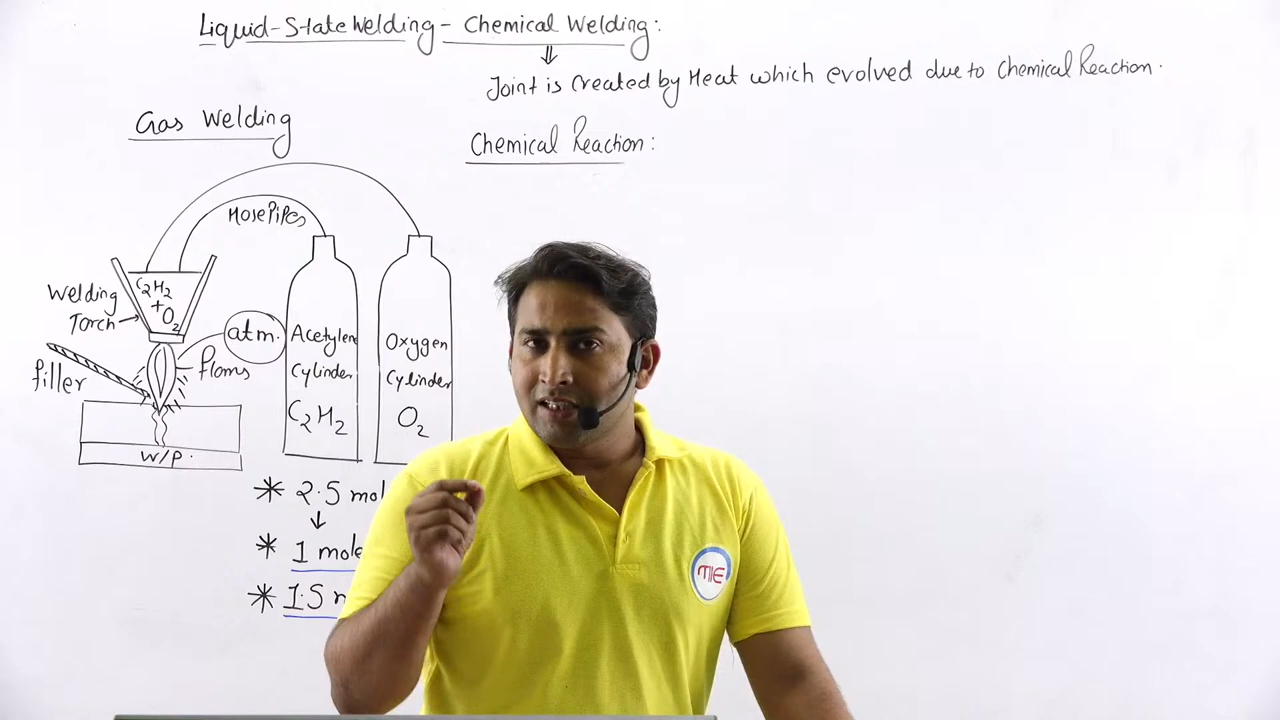 Liquid-State Welding - Chemical Welding:
⇓
Joint is Created by Heat which evolved due to Chemical Reaction.
Gas Welding
Chemical Reaction:
Hose Pipes
C2H2
+O2
Welding
Torch →
atm.
flams
filler
W/P.
Acetylene
Cylinder
C2H2
Oxygen
Cylinder
O2
* 2.5 mol
↓
* 1 mole
* 1.5 m
MIE